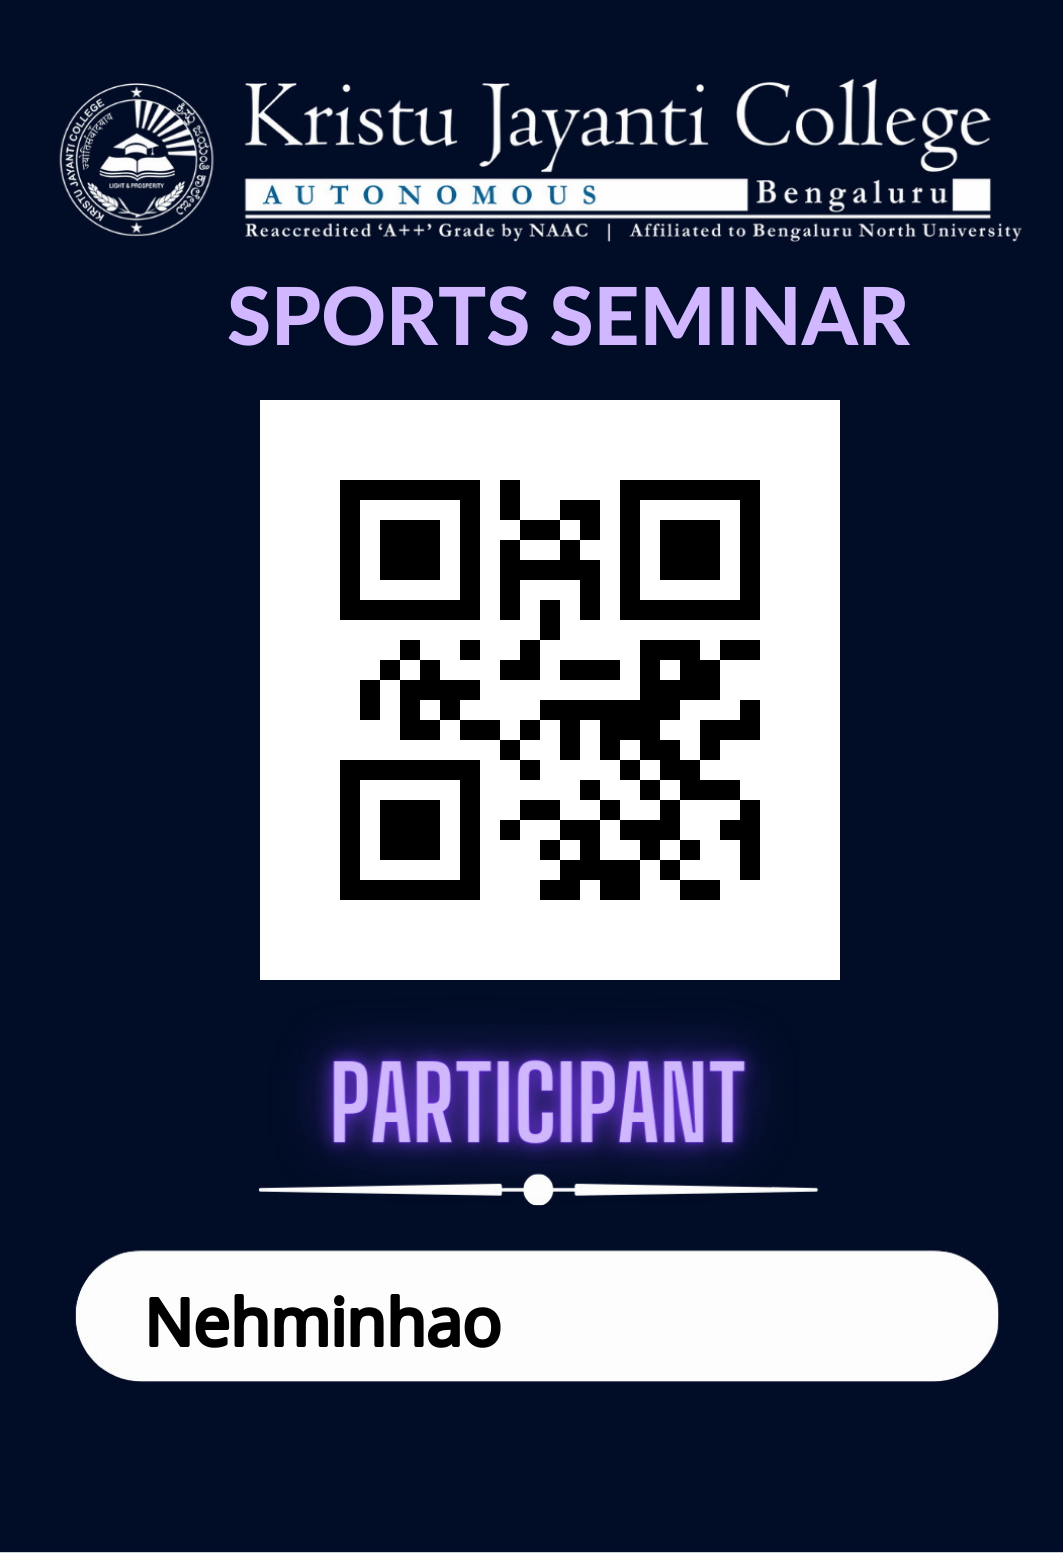 KRISTU JAYANTI COLLEGE
LIGHT & PROSPERITY
Kristu Jayanti College
AUTONOMOUS Bengaluru
Reaccredited ‘A++’ Grade by NAAC | Affiliated to Bengaluru North University
SPORTS SEMINAR
PARTICIPANT
Nehminhao